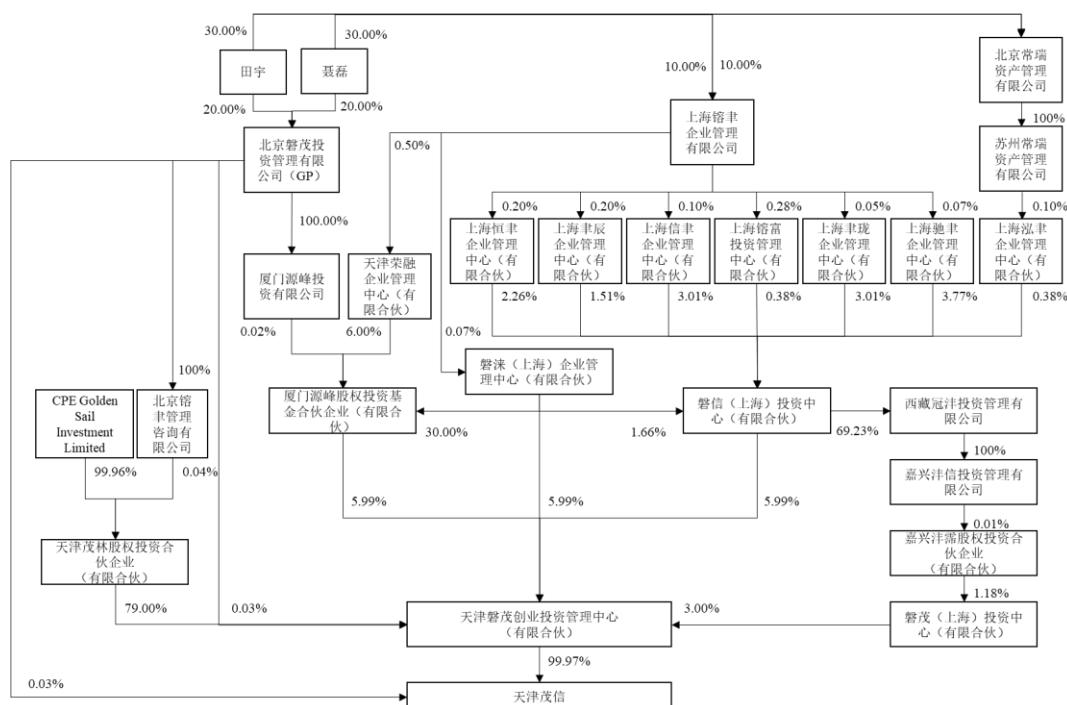 30.00%
30.00%
田宇
聂磊
北京常瑞
资产管理
有限公司
10.00%
10.00%
20.00%
20.00%
上海镕聿
企业管理
有限公司
100%
北京磐茂投
资管理有限
公司（GP）
0.50%
苏州常瑞
资产管理
有限公司
100.00%
0.20%
0.20%
0.10%
0.28%
0.05%
0.07%
0.10%
上海恒聿
企业管理
中心（有
限合伙）
上海聿辰
企业管理
中心（有
限合伙）
上海信聿
企业管理
中心（有
限合伙）
上海镕富
投资管理
中心（有
限合伙）
上海聿珑
企业管理
中心（有
限合伙）
上海驰聿
企业管理
中心（有
限合伙）
上海泓聿
企业管理
中心（有
限合伙）
厦门源峰投
资有限公司
天津荣融
企业管理
中心（有
限合伙）
2.26%
1.51%
3.01%
0.38%
3.01%
3.77%
0.38%
0.02%
6.00%
0.07%
磐涞（上海）企业管
理中心（有限合伙）
100%
CPE Golden
Sail
Investment
Limited
北京镕
聿管理
咨询有
限公司
厦门源峰股权投资基
金合伙企业（有限合
伙）
30.00%
1.66%
磐信（上海）投资中
心（有限合伙）
69.23%
西藏冠沣投资管理有
限公司
99.96%
0.04%
100%
嘉兴沣信投资管理有
限公司
5.99%
5.99%
5.99%
0.01%
天津茂林股权投资合
伙企业
（有限合伙）
嘉兴沣霈股权投资合
伙企业
（有限合伙）
79.00%
0.03%
1.18%
天津磐茂创业投资管理中心
（有限合伙）
3.00%
磐茂（上海）投资中
心（有限合伙）
99.97%
0.03%
天津茂信